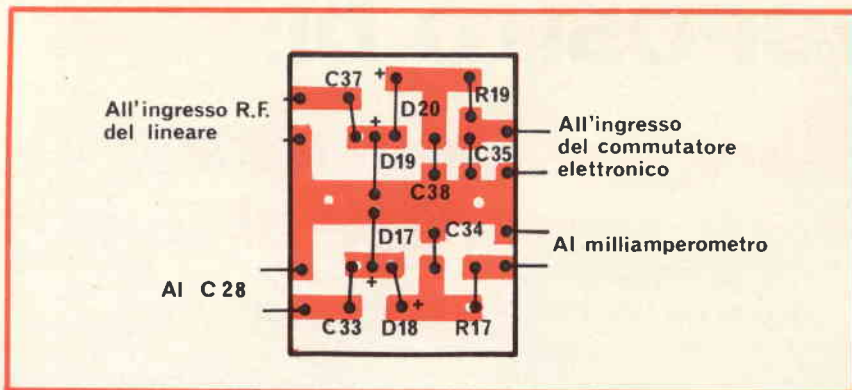 All'ingresso R.F.
del lineare
C37
+
D20
R19
+
D19
C35
All'ingresso
del commutatore
elettronico
C38
D17
C34
Al milliamperometro
Al C 28
+
C33
D18
+
R17